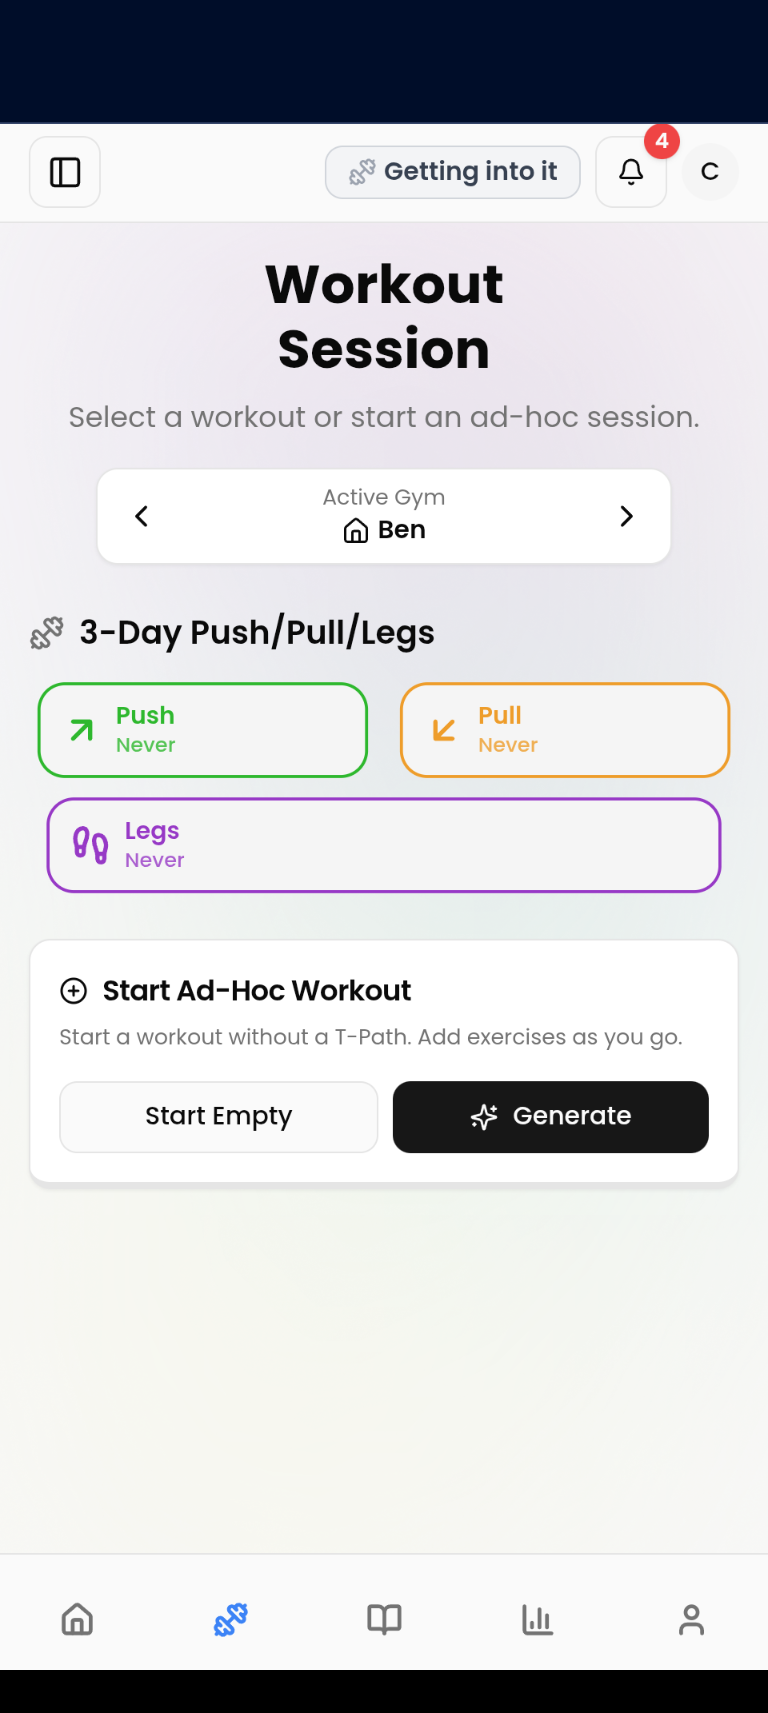 Getting into it
4
C
Workout
Session
Select a workout or start an ad-hoc session.
Active Gym
Ben
3-Day Push/Pull/Legs
Push
Never
Pull
Never
Legs
Never
Start Ad-Hoc Workout
Start a workout without a T-Path. Add exercises as you go.
Start Empty
Generate